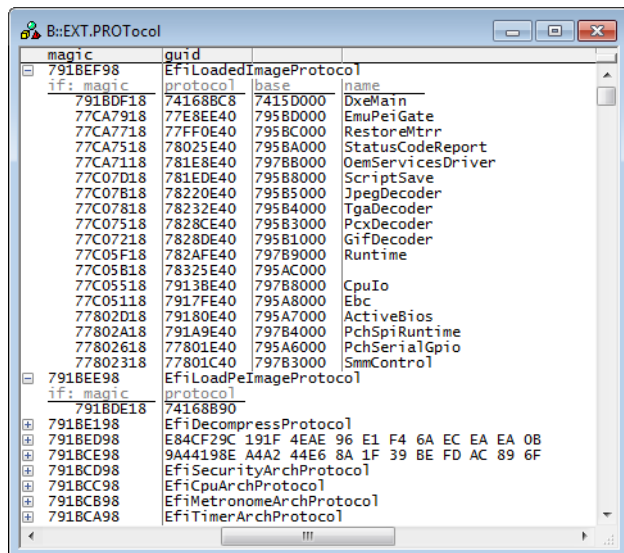 B::EXT.PROTocol
magic guid
791BEF98 EfiLoadedImageProtocol
if: magic protocol base name
791BDF18 74168BC8 7415D000 DxeMain
77CA7918 77E8EE40 795BD000 EmuPeiGate
77CA7718 77FF0E40 795BC000 RestoreMtrr
77CA7518 78025E40 795BA000 StatusCodeReport
77CA7118 781E8E40 797BB000 OemServicesDriver
77C07D18 781EDE40 795B8000 ScriptSave
77C07B18 78220E40 795B5000 JpegDecoder
77C07818 78232E40 795B4000 TgaDecoder
77C07518 7828CE40 795B3000 PcxDecoder
77C07218 7828DE40 795B1000 GifDecoder
77C05F18 782AFE40 797B9000 Runtime
77C05B18 78325E40 795AC000
77C05518 7913BE40 797B8000 CpuIo
77C05118 7917FE40 795A8000 Ebc
77802D18 79180E40 795A7000 ActiveBios
77802A18 791A9E40 797B4000 PchSpiRuntime
77802618 77801E40 795A6000 PchSerialGpio
77802318 77801C40 797B3000 SmmControl
791BEE98 EfiLoadPeImageProtocol
if: magic protocol
791BDE18 74168B90
791BE198 EfiDecompressProtocol
791BED98 E84CF29C 191F 4EAE 96 E1 F4 6A EC EA EA 0B
791BCE98 9A44198E A4A2 44E6 8A 1F 39 BE FD AC 89 6F
791BCD98 EfiSecurityArchProtocol
791BCC98 EfiCpuArchProtocol
791BCB98 EfiMetronomeArchProtocol
791BCA98 EfiTimerArchProtocol